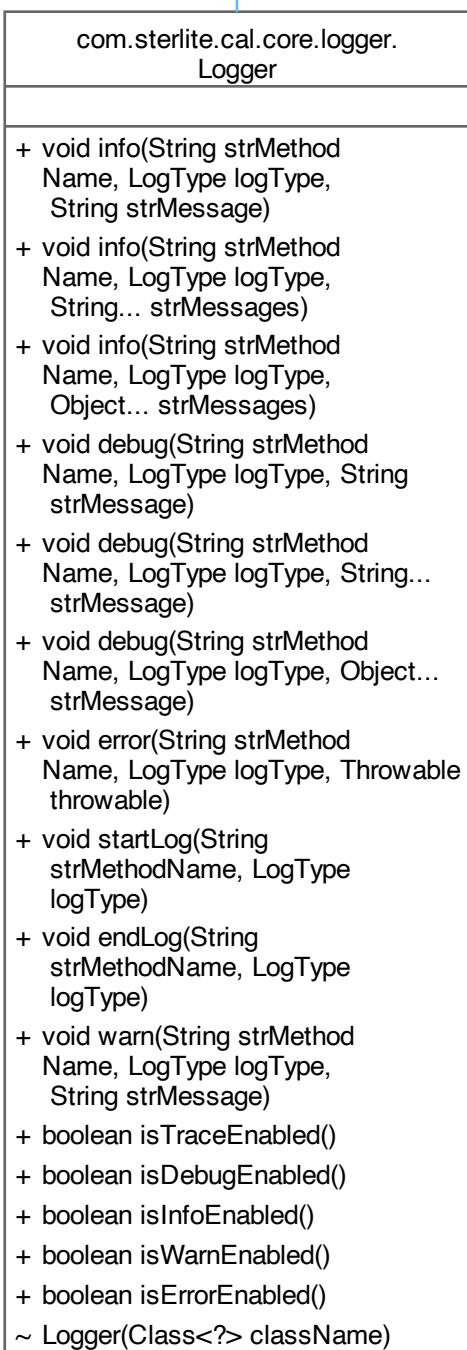 com.sterlite.cal.core.logger.
Logger
+ void info(String strMethod
Name, LogType logType,
String strMessage)
+ void info(String strMethod
Name, LogType logType,
String... strMessages)
+ void info(String strMethod
Name, LogType logType,
Object... strMessages)
+ void debug(String strMethod
Name, LogType logType, String
strMessage)
+ void debug(String strMethod
Name, LogType logType, String...
strMessage)
+ void debug(String strMethod
Name, LogType logType, Object...
strMessage)
+ void error(String strMethod
Name, LogType logType, Throwable
throwable)
+ void startLog(String
strMethodName, LogType
logType)
+ void endLog(String
strMethodName, LogType
logType)
+ void warn(String strMethod
Name, LogType logType,
String strMessage)
+ boolean isTraceEnabled()
+ boolean isDebugEnabled()
+ boolean isInfoEnabled()
+ boolean isWarnEnabled()
+ boolean isErrorEnabled()
~ Logger(Class<?> className)